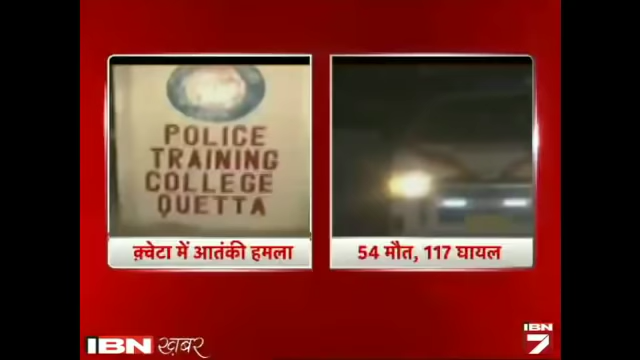 POLICE
TRAINING
COLLEGE
QUETTA
क़्वेटा में आतंकी हमला
54 मौत, 117 घायल
IBN ख़बर
IBN
7